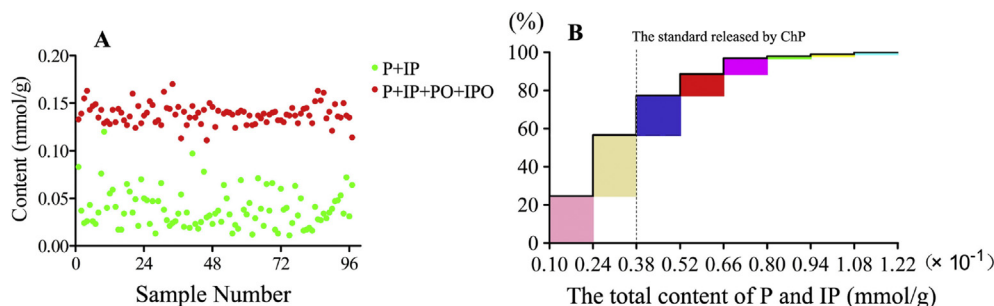 A
0.20
0.15
0.10
0.05
0.00
Content (mmol/g)
0
24
48
72
96
Sample Number
P+IP
P+IP+PO+IPO
(%)
B
The standard released by ChP
100
80
60
40
20
0
0.10 0.24 0.38 0.52 0.66 0.80 0.94 1.08 1.22 (× 10⁻¹)
The total content of P and IP (mmol/g)